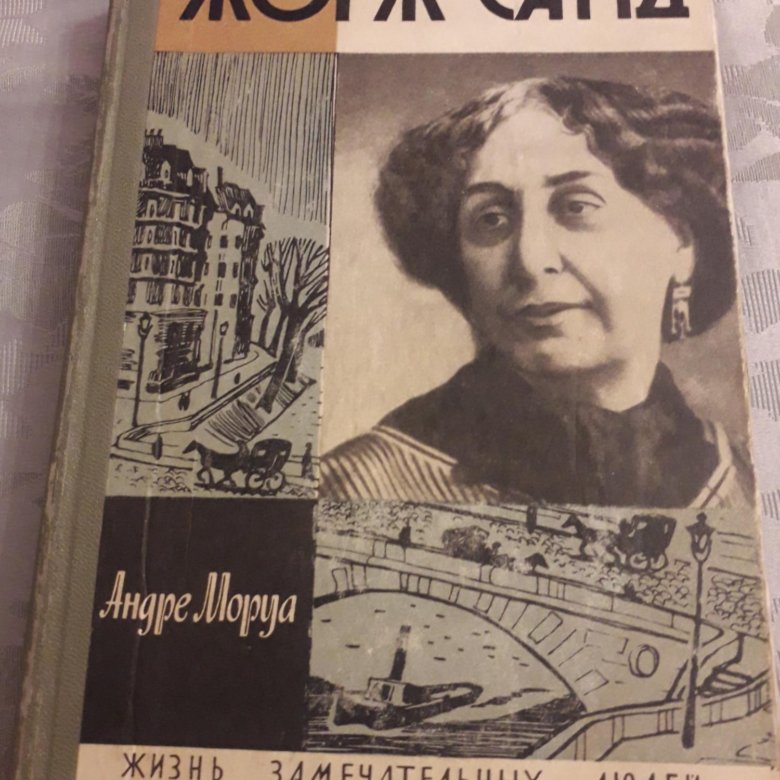 ЖОРЖ САНД
Андре Моруа
ЖИЗНЬ ЗАМЕЧАТЕЛЬНЫХ ЛЮДЕЙ